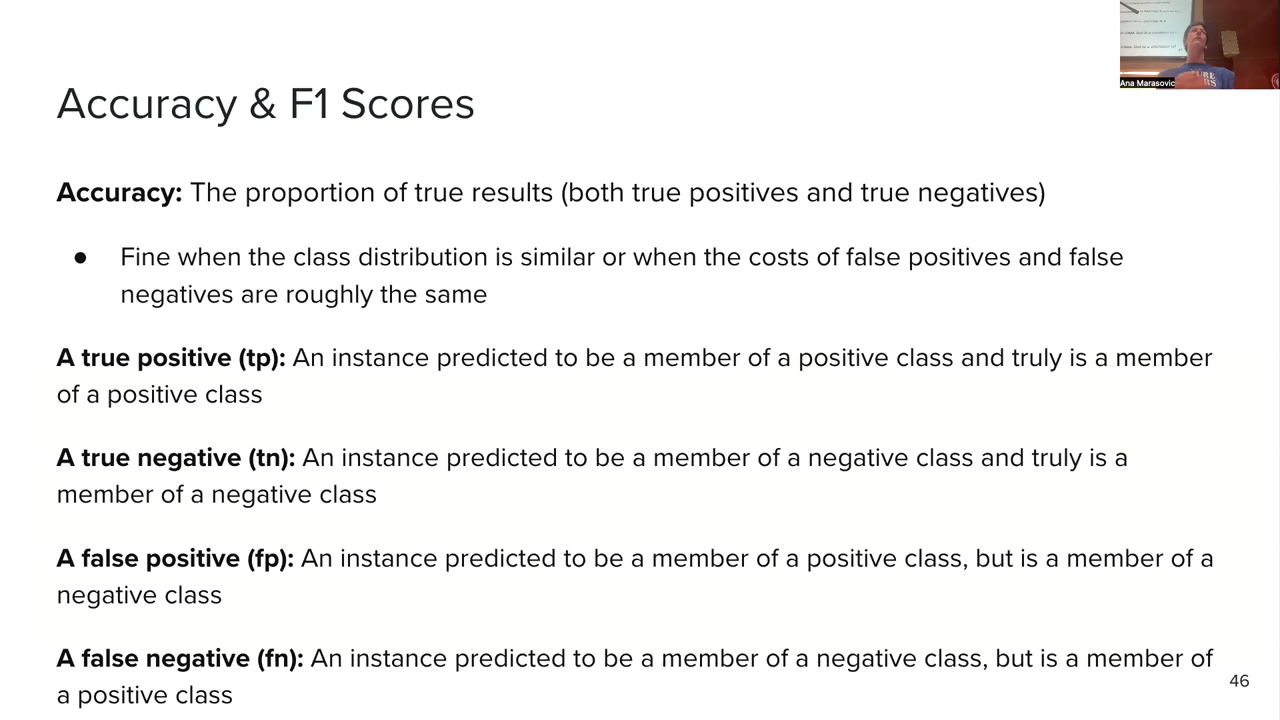 Ana Marasovic
Accuracy & F1 Scores
Accuracy: The proportion of true results (both true positives and true negatives)
● Fine when the class distribution is similar or when the costs of false positives and false
negatives are roughly the same
A true positive (tp): An instance predicted to be a member of a positive class and truly is a member
of a positive class
A true negative (tn): An instance predicted to be a member of a negative class and truly is a
member of a negative class
A false positive (fp): An instance predicted to be a member of a positive class, but is a member of a
negative class
A false negative (fn): An instance predicted to be a member of a negative class, but is a member of
a positive class
46